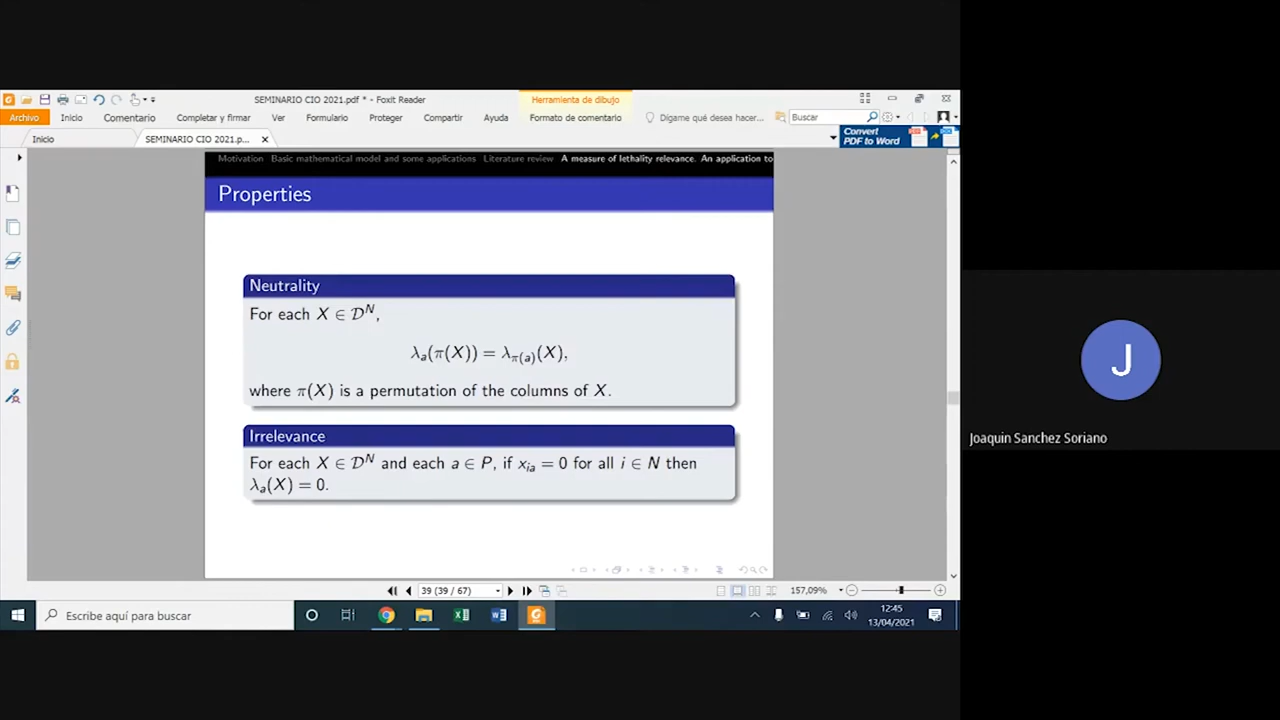 SEMINARIO CIO 2021.pdf * - Foxit Reader
Herramienta de dibujo
Archivo Inicio Comentario Completar y firmar Ver Formulario Proteger Compartir Ayuda Formato de comentario Dígame qué desea hacer... Buscar
Inicio SEMINARIO CIO 2021.p...
Convert
PDF to Word
Motivation Basic mathematical model and some applications Literature review A measure of lethality relevance. An application to
Properties
Neutrality
For each X ∈ 𝒟^N,
λ_a(π(X)) = λ_{π(a)}(X),
where π(X) is a permutation of the columns of X.
J
Joaquin Sanchez Soriano
Irrelevance
For each X ∈ 𝒟^N and each a ∈ P, if x_{ia} = 0 for all i ∈ N then
λ_a(X) = 0.
39 (39 / 67)
157,09%
Escribe aquí para buscar
12:45
13/04/2021